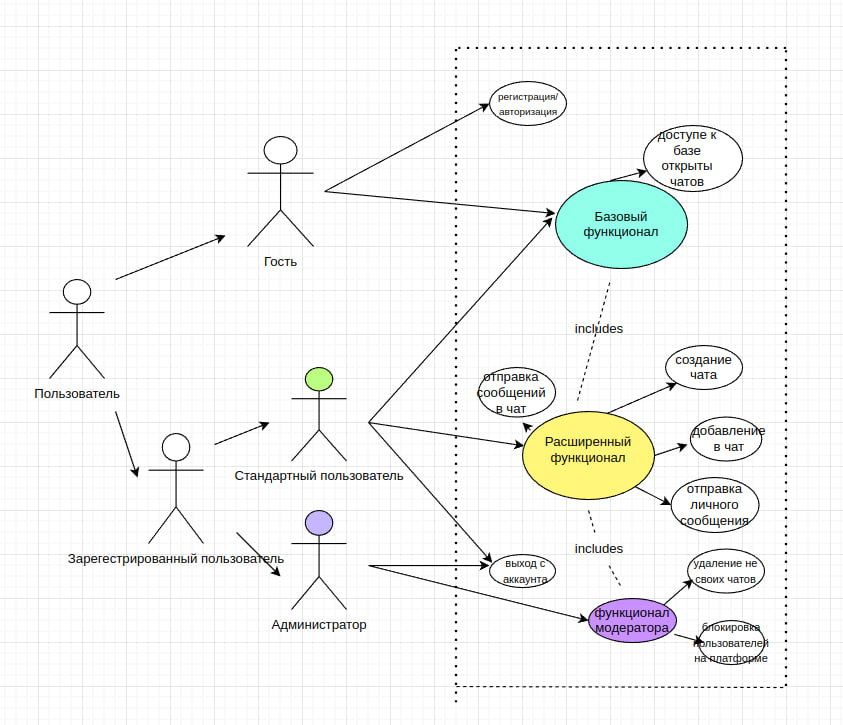 регистрация/
авторизация
доступе к
базе
открыты
чатов
Базовый
функционал
Гость
includes
Пользователь
создание
чата
отправка
сообщений
в чат
Расширенный
функционал
добавление
в чат
Стандартный пользователь
отправка
личного
сообщения
includes
Зарегестрированный пользователь
выход с
аккаунта
удаление не
своих чатов
Администратор
функционал
модератора
блокировка
пользователей
на платформе